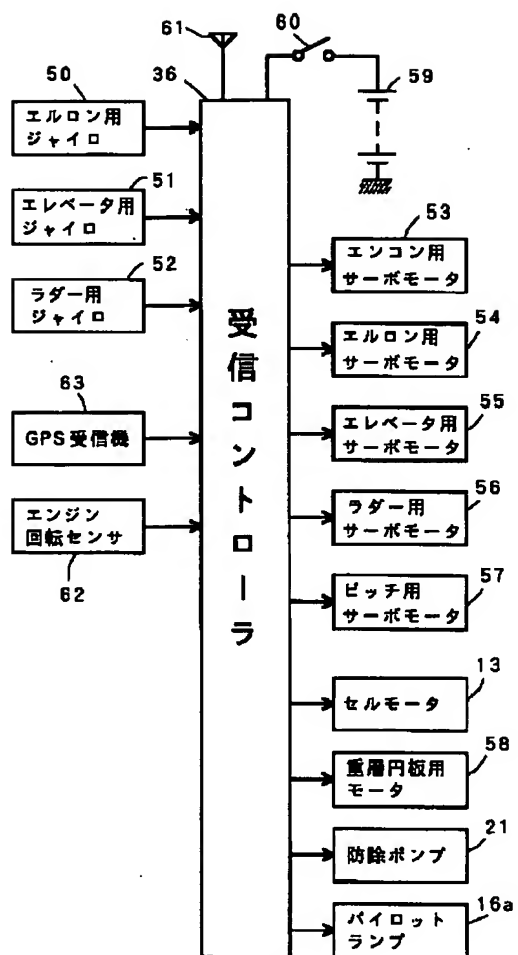 61
60
36
59
50
エルロン用
ジャイロ
51
エレベータ用
ジャイロ
52
ラダー用
ジャイロ
63
GPS受信機
エンジン
回転センサ
62
受信コントローラ
53
エンコン用
サーボモータ
54
エルロン用
サーボモータ
55
エレベータ用
サーボモータ
56
ラダー用
サーボモータ
57
ピッチ用
サーボモータ
13
セルモータ
58
重層円板用
モータ
21
防除ポンプ
16a
パイロット
ランプ